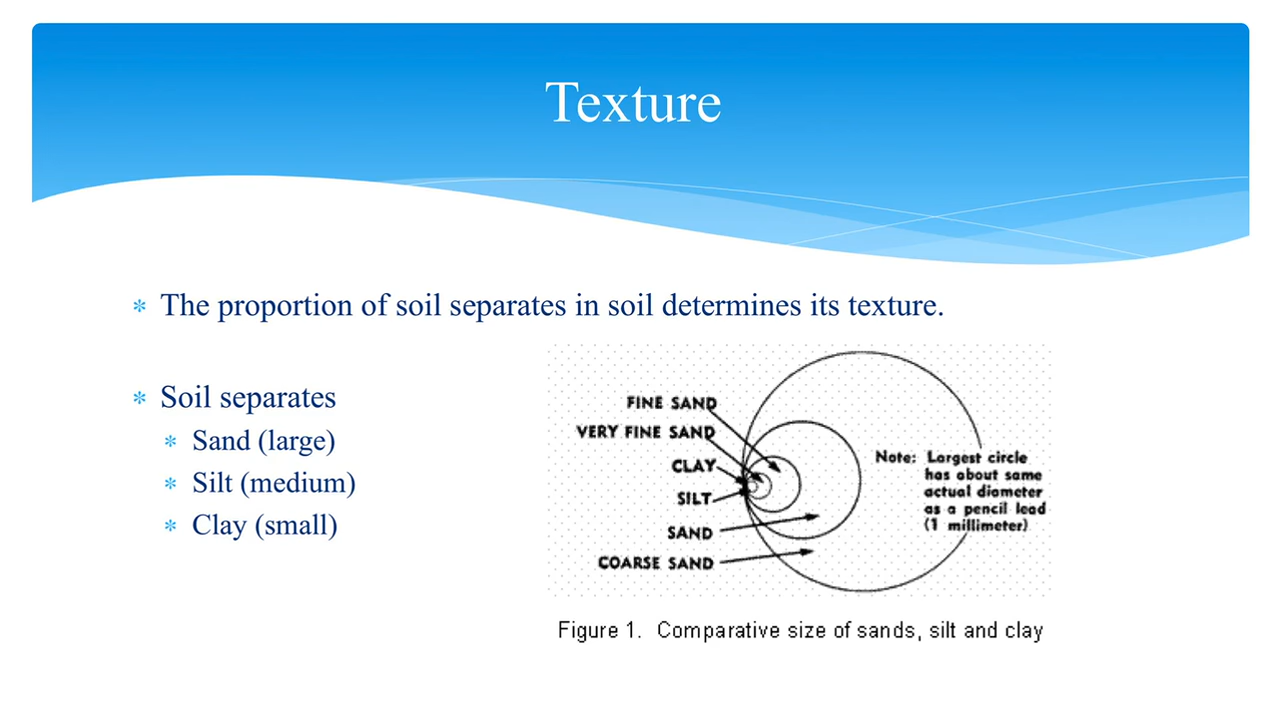 Texture
* The proportion of soil separates in soil determines its texture.
* Soil separates
* Sand (large)
* Silt (medium)
* Clay (small)
FINE SAND
VERY FINE SAND
CLAY
SILT
SAND
COARSE SAND
Note: Largest circle
has about same
actual diameter
as a pencil lead
(1 millimeter)
Figure 1. Comparative size of sands, silt and clay